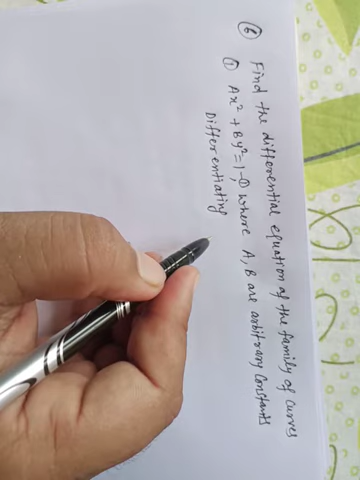 ⑥ Find the differential equation of the family of curves
① Ax² + By² = 1 -①, where A, B are arbitrary constants
Differentiating